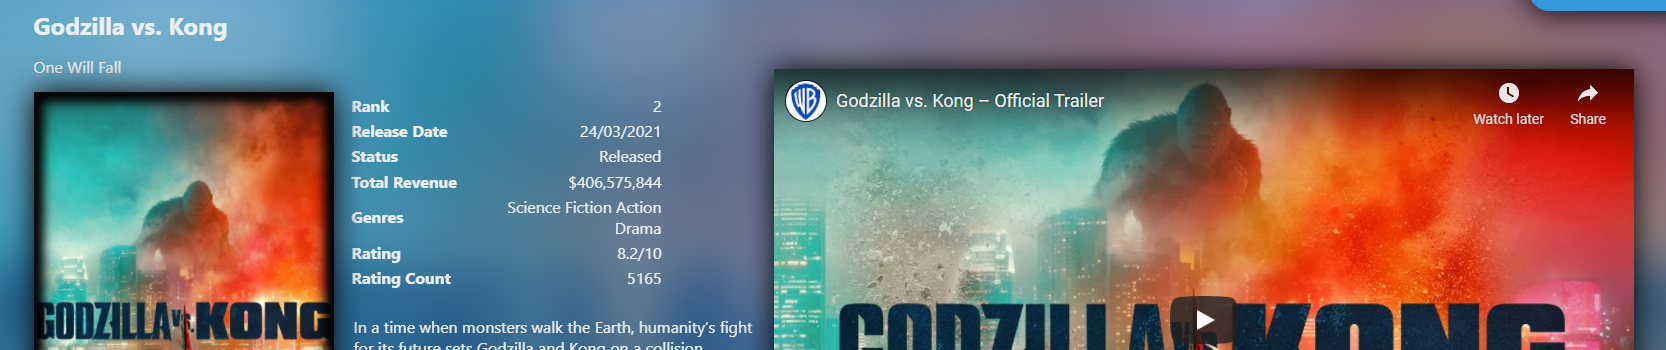 Godzilla vs. Kong
One Will Fall
Rank 2
Release Date 24/03/2021
Status Released
Total Revenue $406,575,844
Genres Science Fiction Action
Drama
Rating 8.2/10
Rating Count 5165
In a time when monsters walk the Earth, humanity's fight
for its future sets Godzilla and Kong on a collision
GODZILLA vs. KONG
WB
Godzilla vs. Kong – Official Trailer
Watch later
Share
GODZILLA KONG